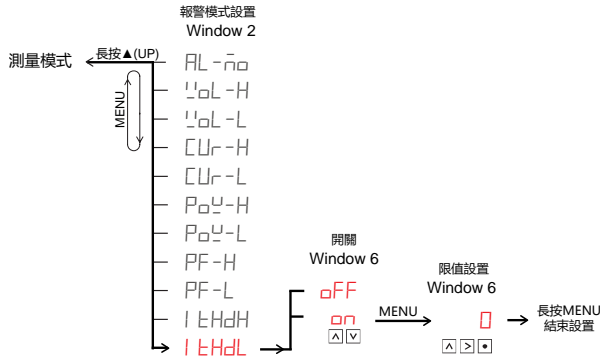 報警模式設置
Window 2
測量模式
長按▲(UP)
MENU
AL-mo
VoL-H
VoL-L
CUr-H
CUr-L
PoW-H
PoW-L
PF-H
PF-L
ItHdH
ItHdL
開關
Window 6
oFF
on
MENU
限值設置
Window 6
0
長按MENU
結束設置